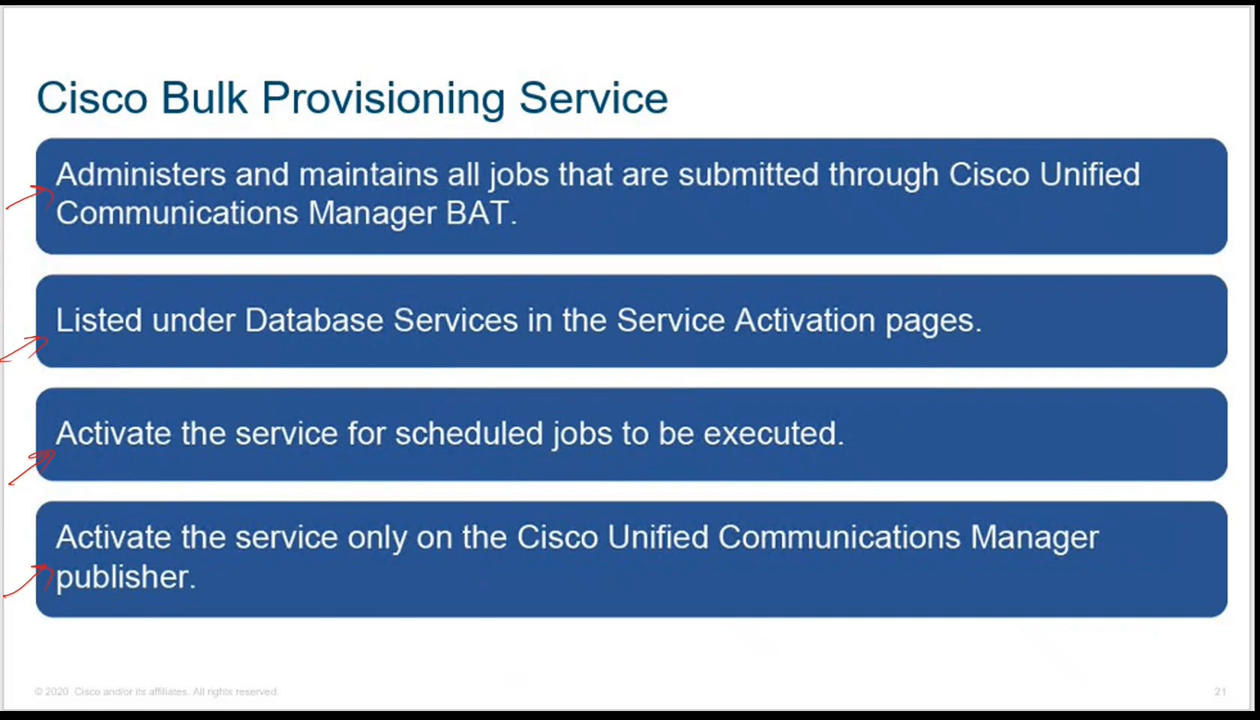 Cisco Bulk Provisioning Service
Administers and maintains all jobs that are submitted through Cisco Unified
Communications Manager BAT.
Listed under Database Services in the Service Activation pages.
Activate the service for scheduled jobs to be executed.
Activate the service only on the Cisco Unified Communications Manager
publisher.
© 2020 Cisco and/or its affiliates. All rights reserved.
21